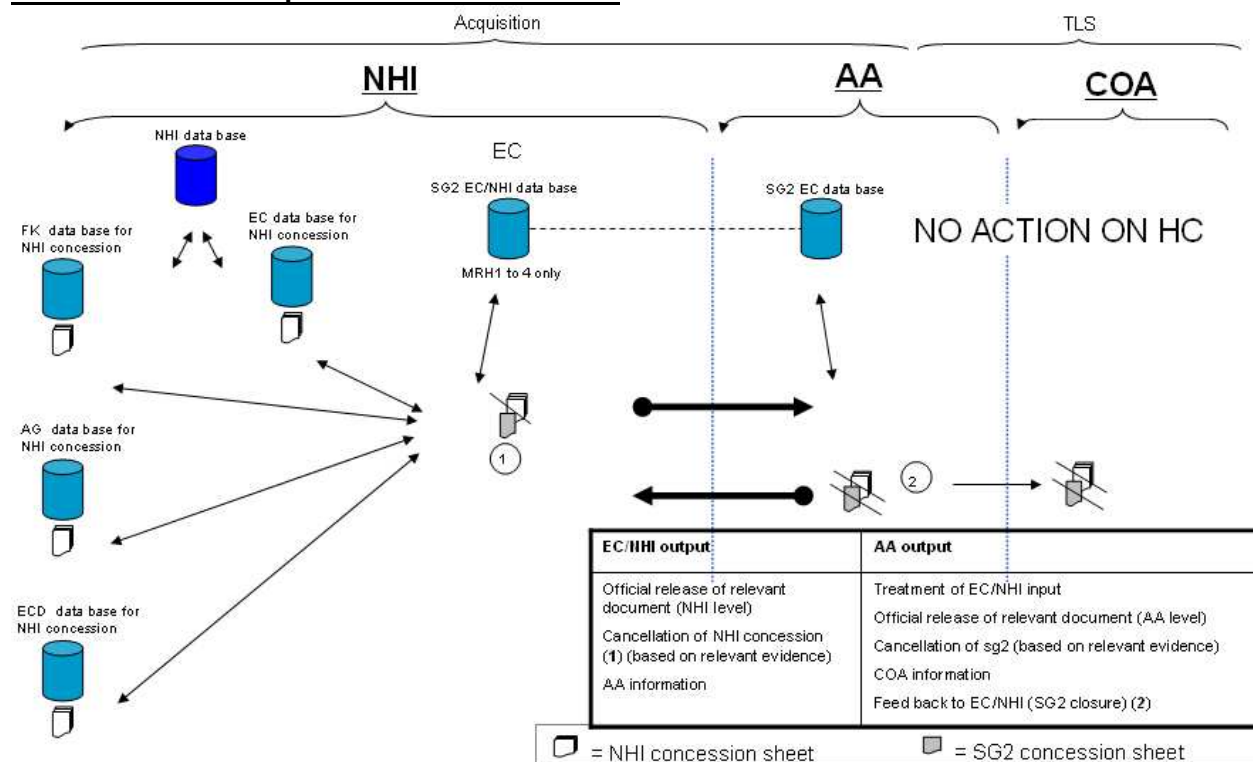 Acquisition
TLS
NHI
AA
COA
NHI data base
EC
SG2 EC/NHI data base
SG2 EC data base
FK data base for
NHI concession
EC data base for
NHI concession
NO ACTION ON HC
MRH1 to 4 only
AG data base for
NHI concession
1
2
ECD data base for
NHI concession
EC/NHI output
AA output
Official release of relevant
document (NHI level)
Cancellation of NHI concession
(1) (based on relevant evidence)
AA information
Treatment of EC/NHI input
Official release of relevant document (AA level)
Cancellation of sg2 (based on relevant evidence)
COA information
Feed back to EC/NHI (SG2 closure) (2)
= NHI concession sheet
= SG2 concession sheet